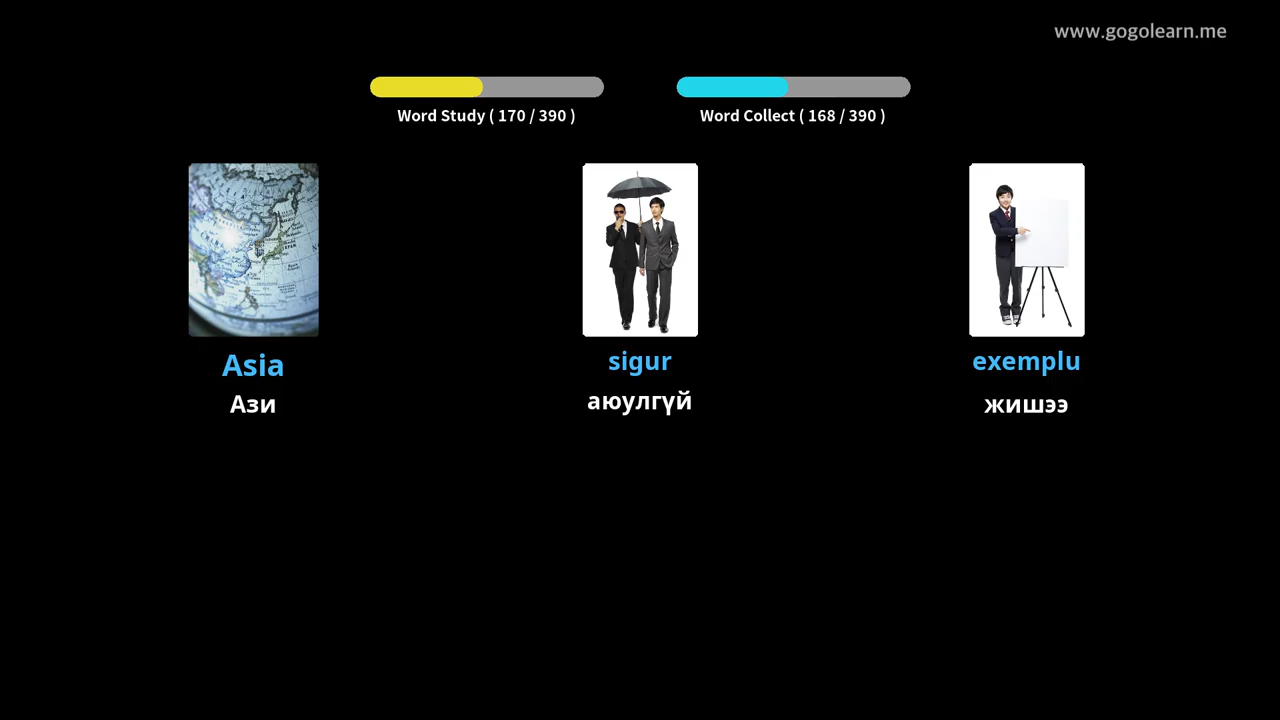 www.gogolearn.me
Word Study ( 170 / 390 )
Word Collect ( 168 / 390 )
Asia
sigur
exemplu
Ази
аюулгүй
жишээ